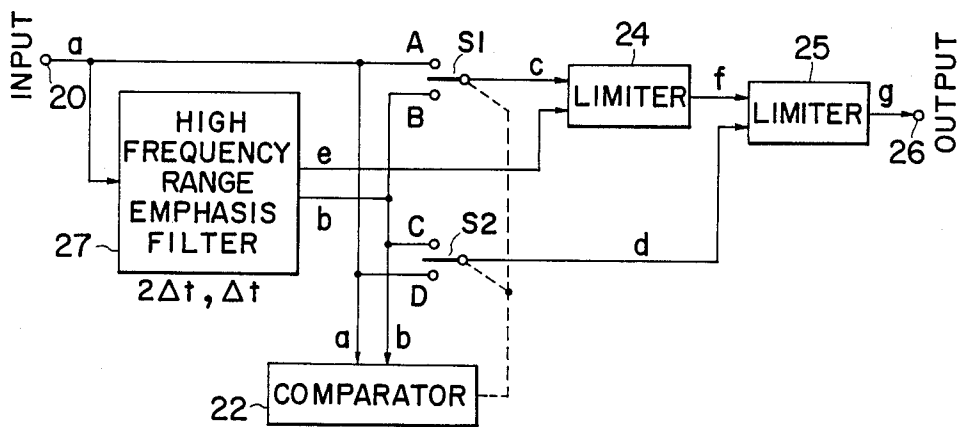 INPUT
20
a
A
S1
B
c
24
LIMITER
f
25
LIMITER
g
26
OUTPUT
HIGH
FREQUENCY
RANGE
EMPHASIS
FILTER
27
2Δt, Δt
e
b
C
S2
D
d
a
b
COMPARATOR
22